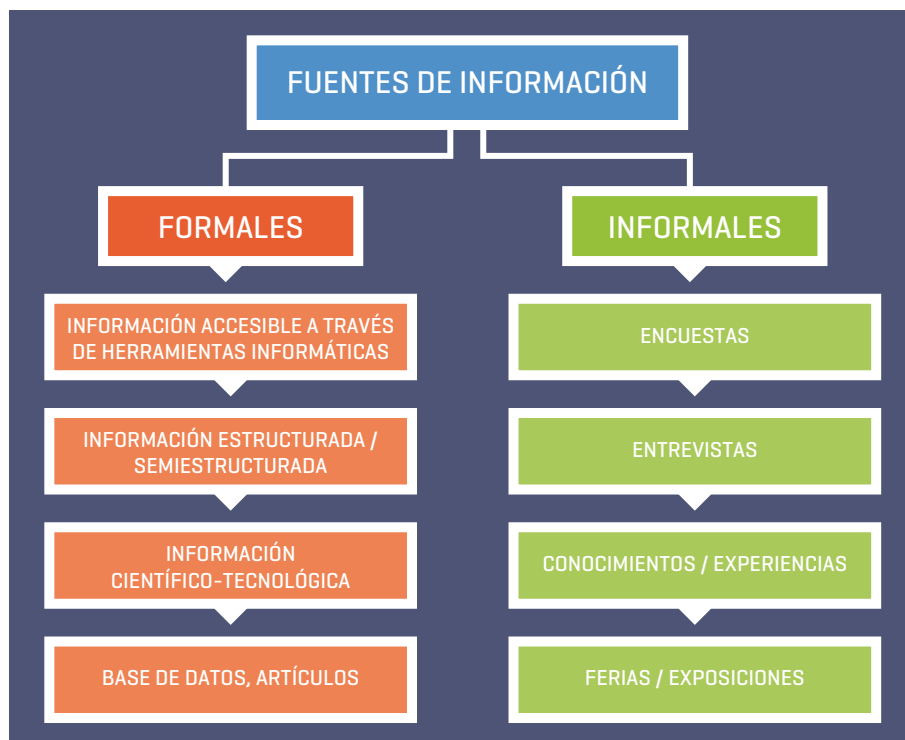 FUENTES DE INFORMACIÓN
FORMALES
INFORMACIÓN ACCESIBLE A TRAVÉS
DE HERRAMIENTAS INFORMÁTICAS
INFORMACIÓN ESTRUCTURADA /
SEMIESTRUCTURADA
INFORMACIÓN
CIENTÍFICO-TECNOLÓGICA
BASE DE DATOS, ARTÍCULOS
INFORMALES
ENCUESTAS
ENTREVISTAS
CONOCIMIENTOS / EXPERIENCIAS
FERIAS / EXPOSICIONES